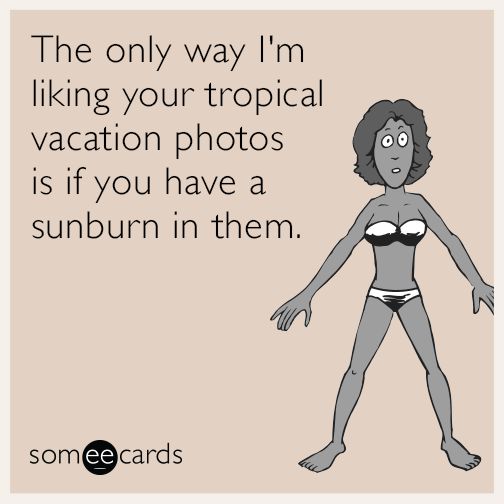 The only way I'm
liking your tropical
vacation photos
is if you have a
sunburn in them.
someecards